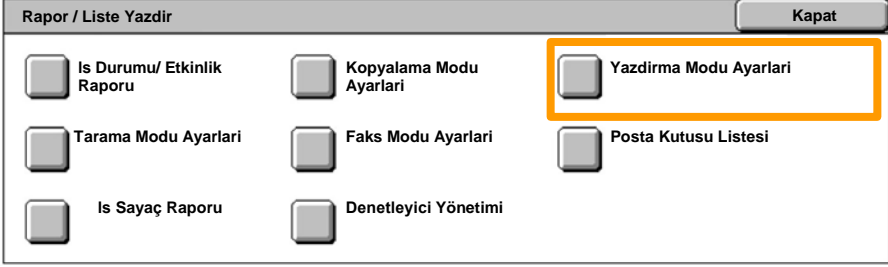 Rapor / Liste Yazdir
Kapat
Is Durumu/ Etkinlik
Raporu
Kopyalama Modu
Ayarlari
Yazdirma Modu Ayarlari
Tarama Modu Ayarlari
Faks Modu Ayarlari
Posta Kutusu Listesi
Is Sayaç Raporu
Denetleyici Yönetimi